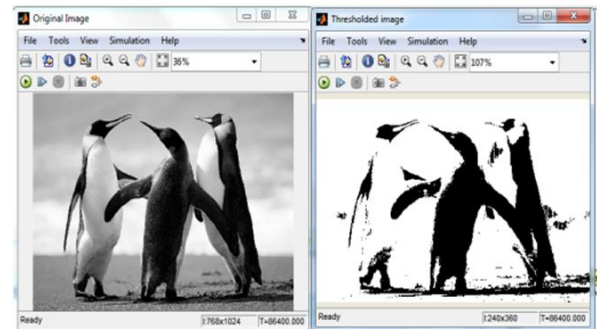 Original Image
File Tools View Simulation Help
36%
Ready I:768x1024 T=86400.000
Thresholded image
File Tools View Simulation Help
107%
Ready I:240x360 T=86400.000